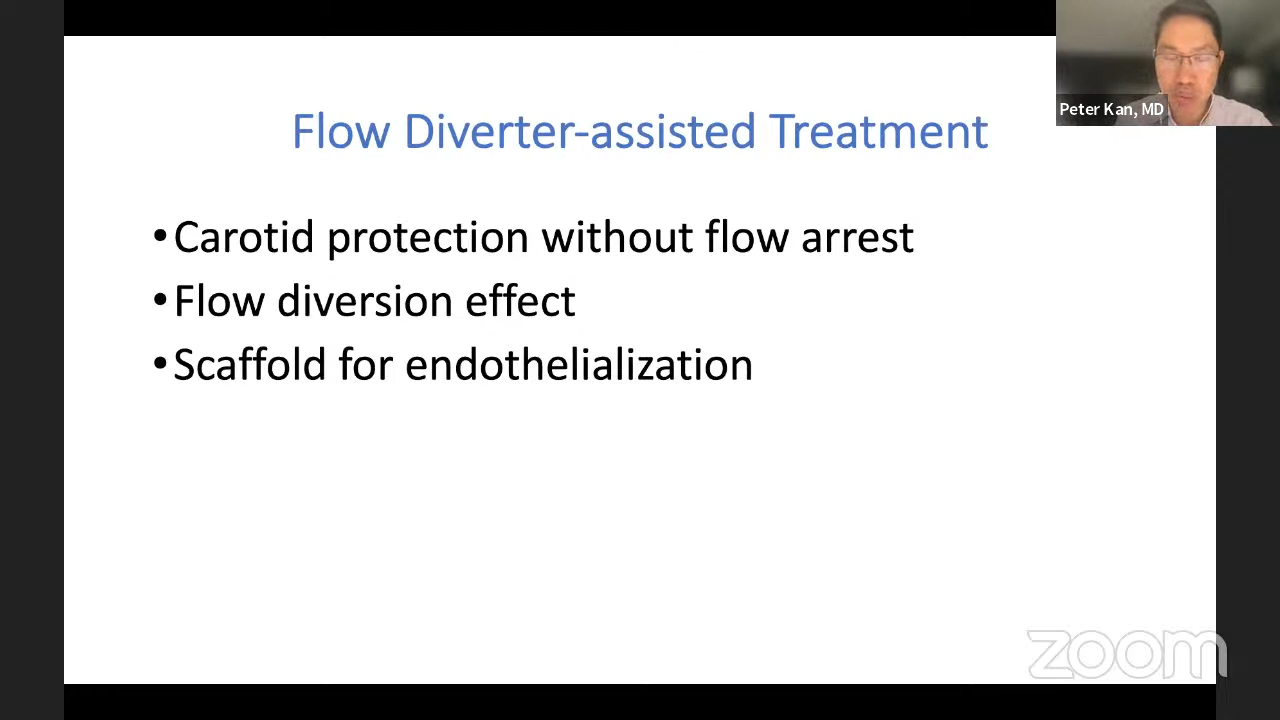 Peter Kan, MD
Flow Diverter-assisted Treatment
•Carotid protection without flow arrest
•Flow diversion effect
•Scaffold for endothelialization
zoom